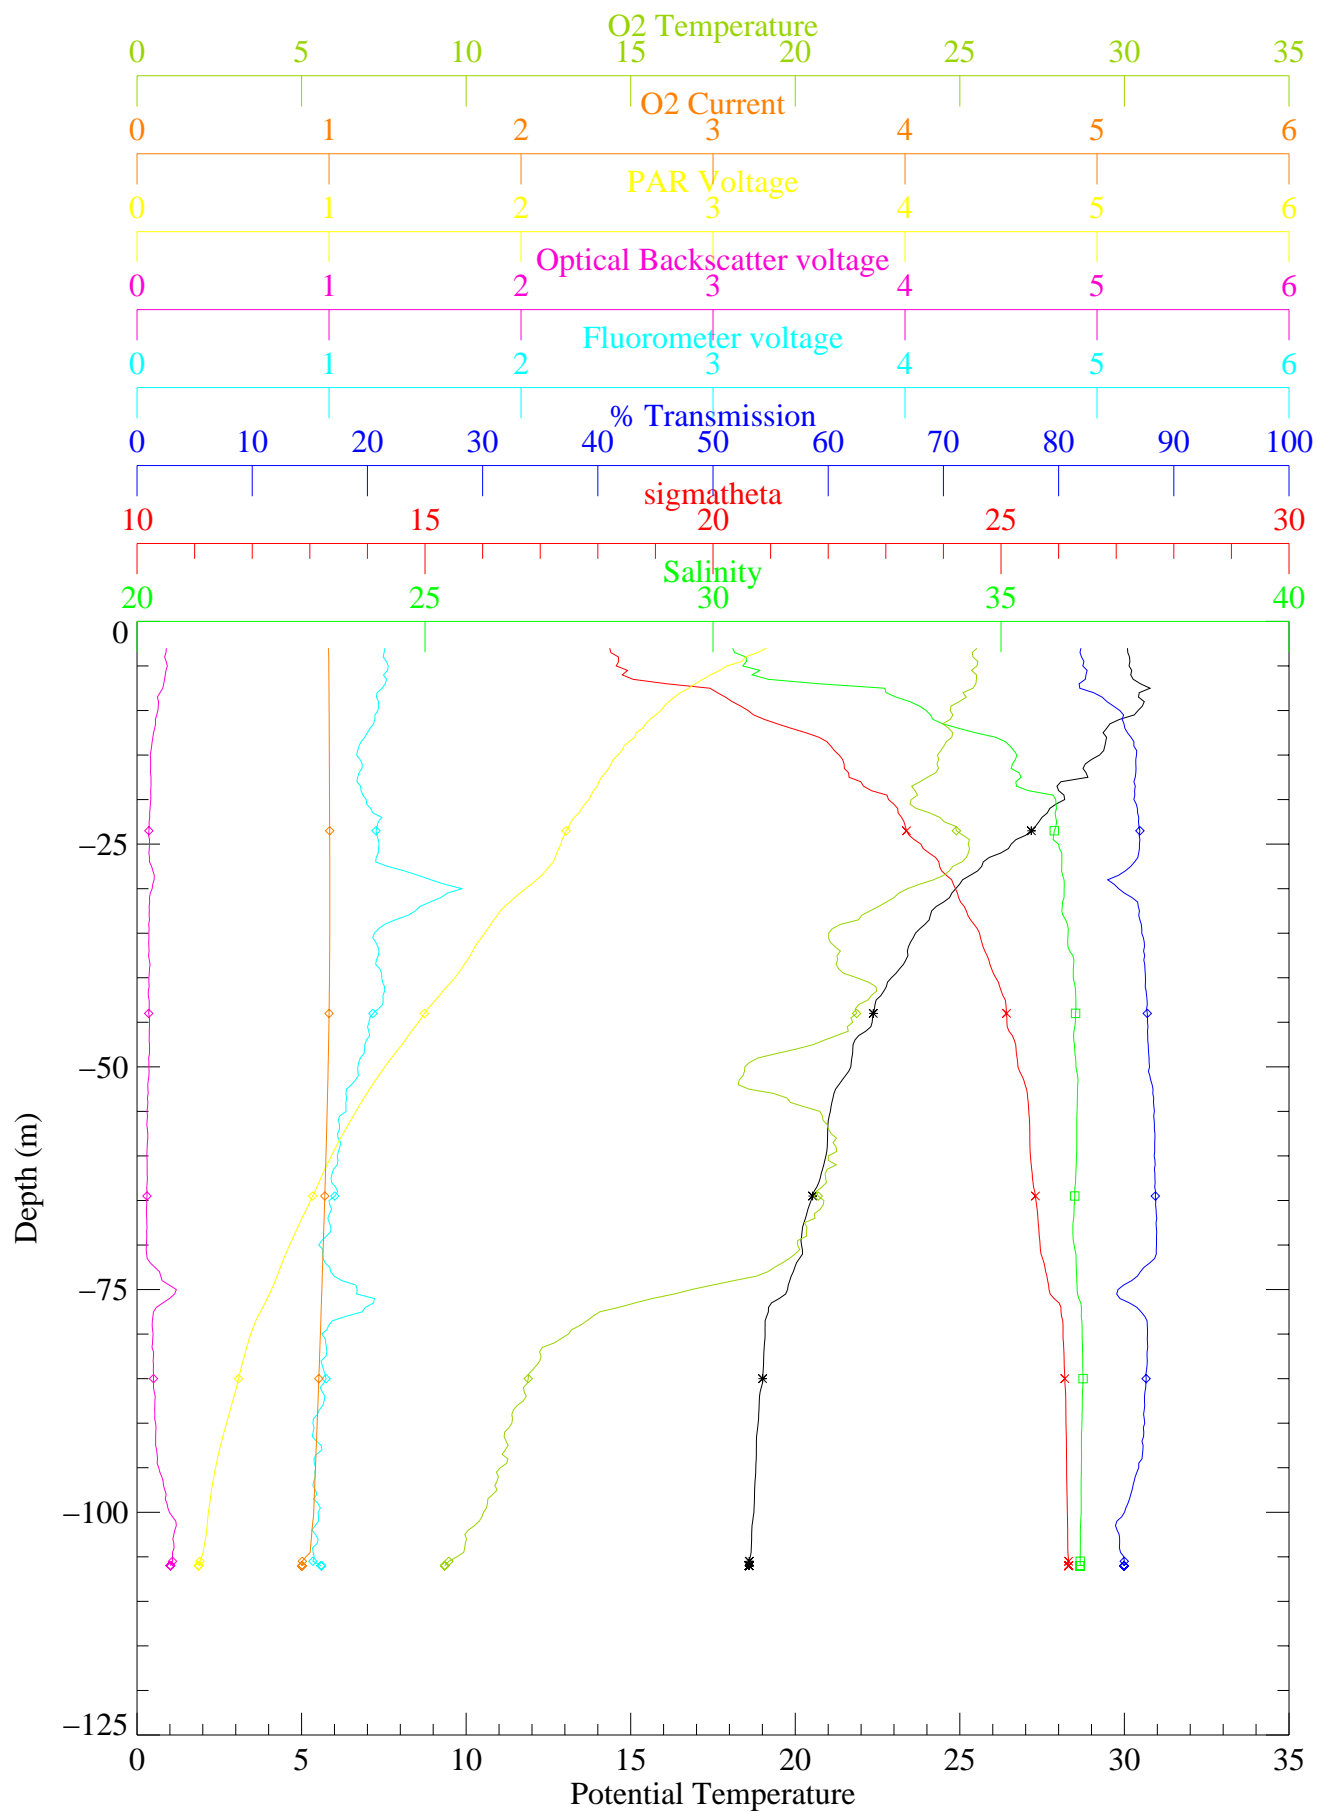 O2 Temperature
0 5 10 15 20 25 30 35
O2 Current
0 1 2 3 4 5 6
PAR Voltage
0 1 2 3 4 5 6
Optical Backscatter voltage
0 1 2 3 4 5 6
Fluorometer voltage
0 1 2 3 4 5 6
% Transmission
0 10 20 30 40 50 60 70 80 90 100
sigmatheta
10 15 20 25 30
Salinity
20 25 30 35 40
0
−25
−50
−75
−100
−125
Depth (m)
0 5 10 15 20 25 30 35
Potential Temperature